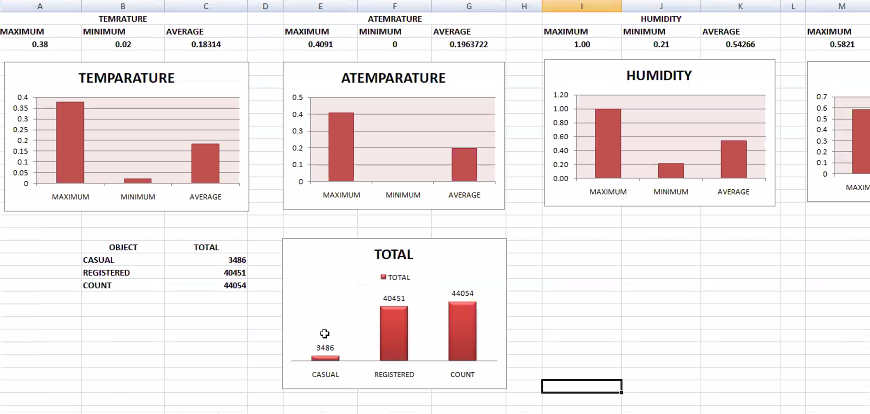 A B C D E F G H I J K L M
TEMRATURE ATEMRATURE HUMIDITY
MAXIMUM MINIMUM AVERAGE MAXIMUM MINIMUM AVERAGE MAXIMUM MINIMUM AVERAGE MAXIMUM
0.38 0.02 0.18314 0.4091 0 0.1963722 1.00 0.21 0.54266 0.5821
TEMPARATURE
0.4
0.35
0.3
0.25
0.2
0.15
0.1
0.05
0
MAXIMUM MINIMUM AVERAGE
ATEMPARATURE
0.5
0.4
0.3
0.2
0.1
0
MAXIMUM MINIMUM AVERAGE
HUMIDITY
1.20
1.00
0.80
0.60
0.40
0.20
0.00
MAXIMUM MINIMUM AVERAGE
0.7
0.6
0.5
0.4
0.3
0.2
0.1
0
MAXIM
OBJECT TOTAL
CASUAL 3486
REGISTERED 40451
COUNT 44054
TOTAL
TOTAL
3486 40451 44054
CASUAL REGISTERED COUNT